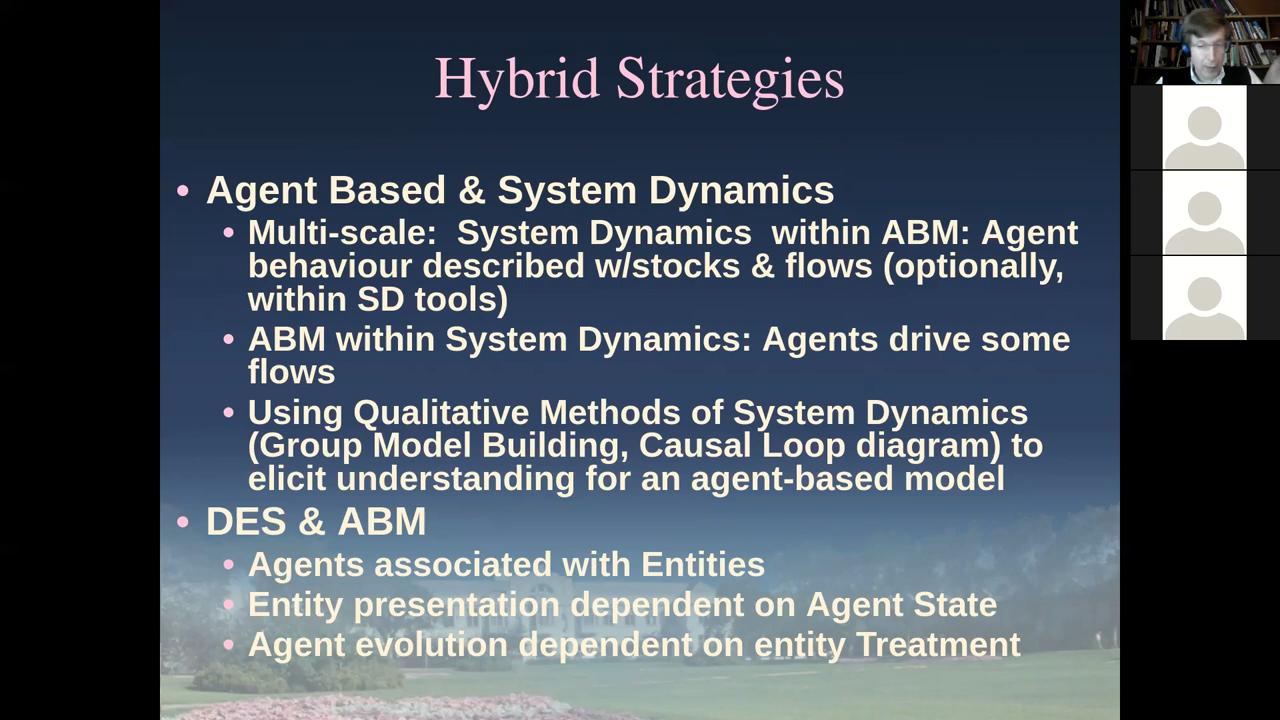 Hybrid Strategies
• Agent Based & System Dynamics
• Multi-scale:  System Dynamics  within ABM: Agent
behaviour described w/stocks & flows (optionally,
within SD tools)
• ABM within System Dynamics: Agents drive some
flows
• Using Qualitative Methods of System Dynamics
(Group Model Building, Causal Loop diagram) to
elicit understanding for an agent-based model
• DES & ABM
• Agents associated with Entities
• Entity presentation dependent on Agent State
• Agent evolution dependent on entity Treatment